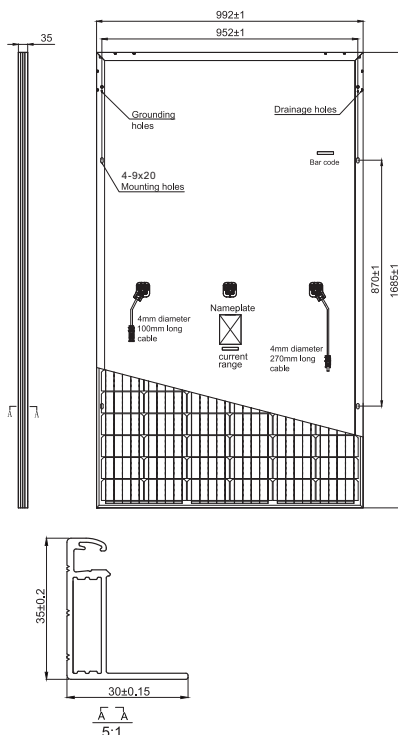 992±1
952±1
35
Grounding
holes
Drainage holes
Bar code
4-9x20
Mounting holes
870±1
1685±1
Nameplate
4mm diameter
100mm long
cable
current
range
4mm diameter
270mm long
cable
A A
35±0.2
30±0.15
A A
5:1